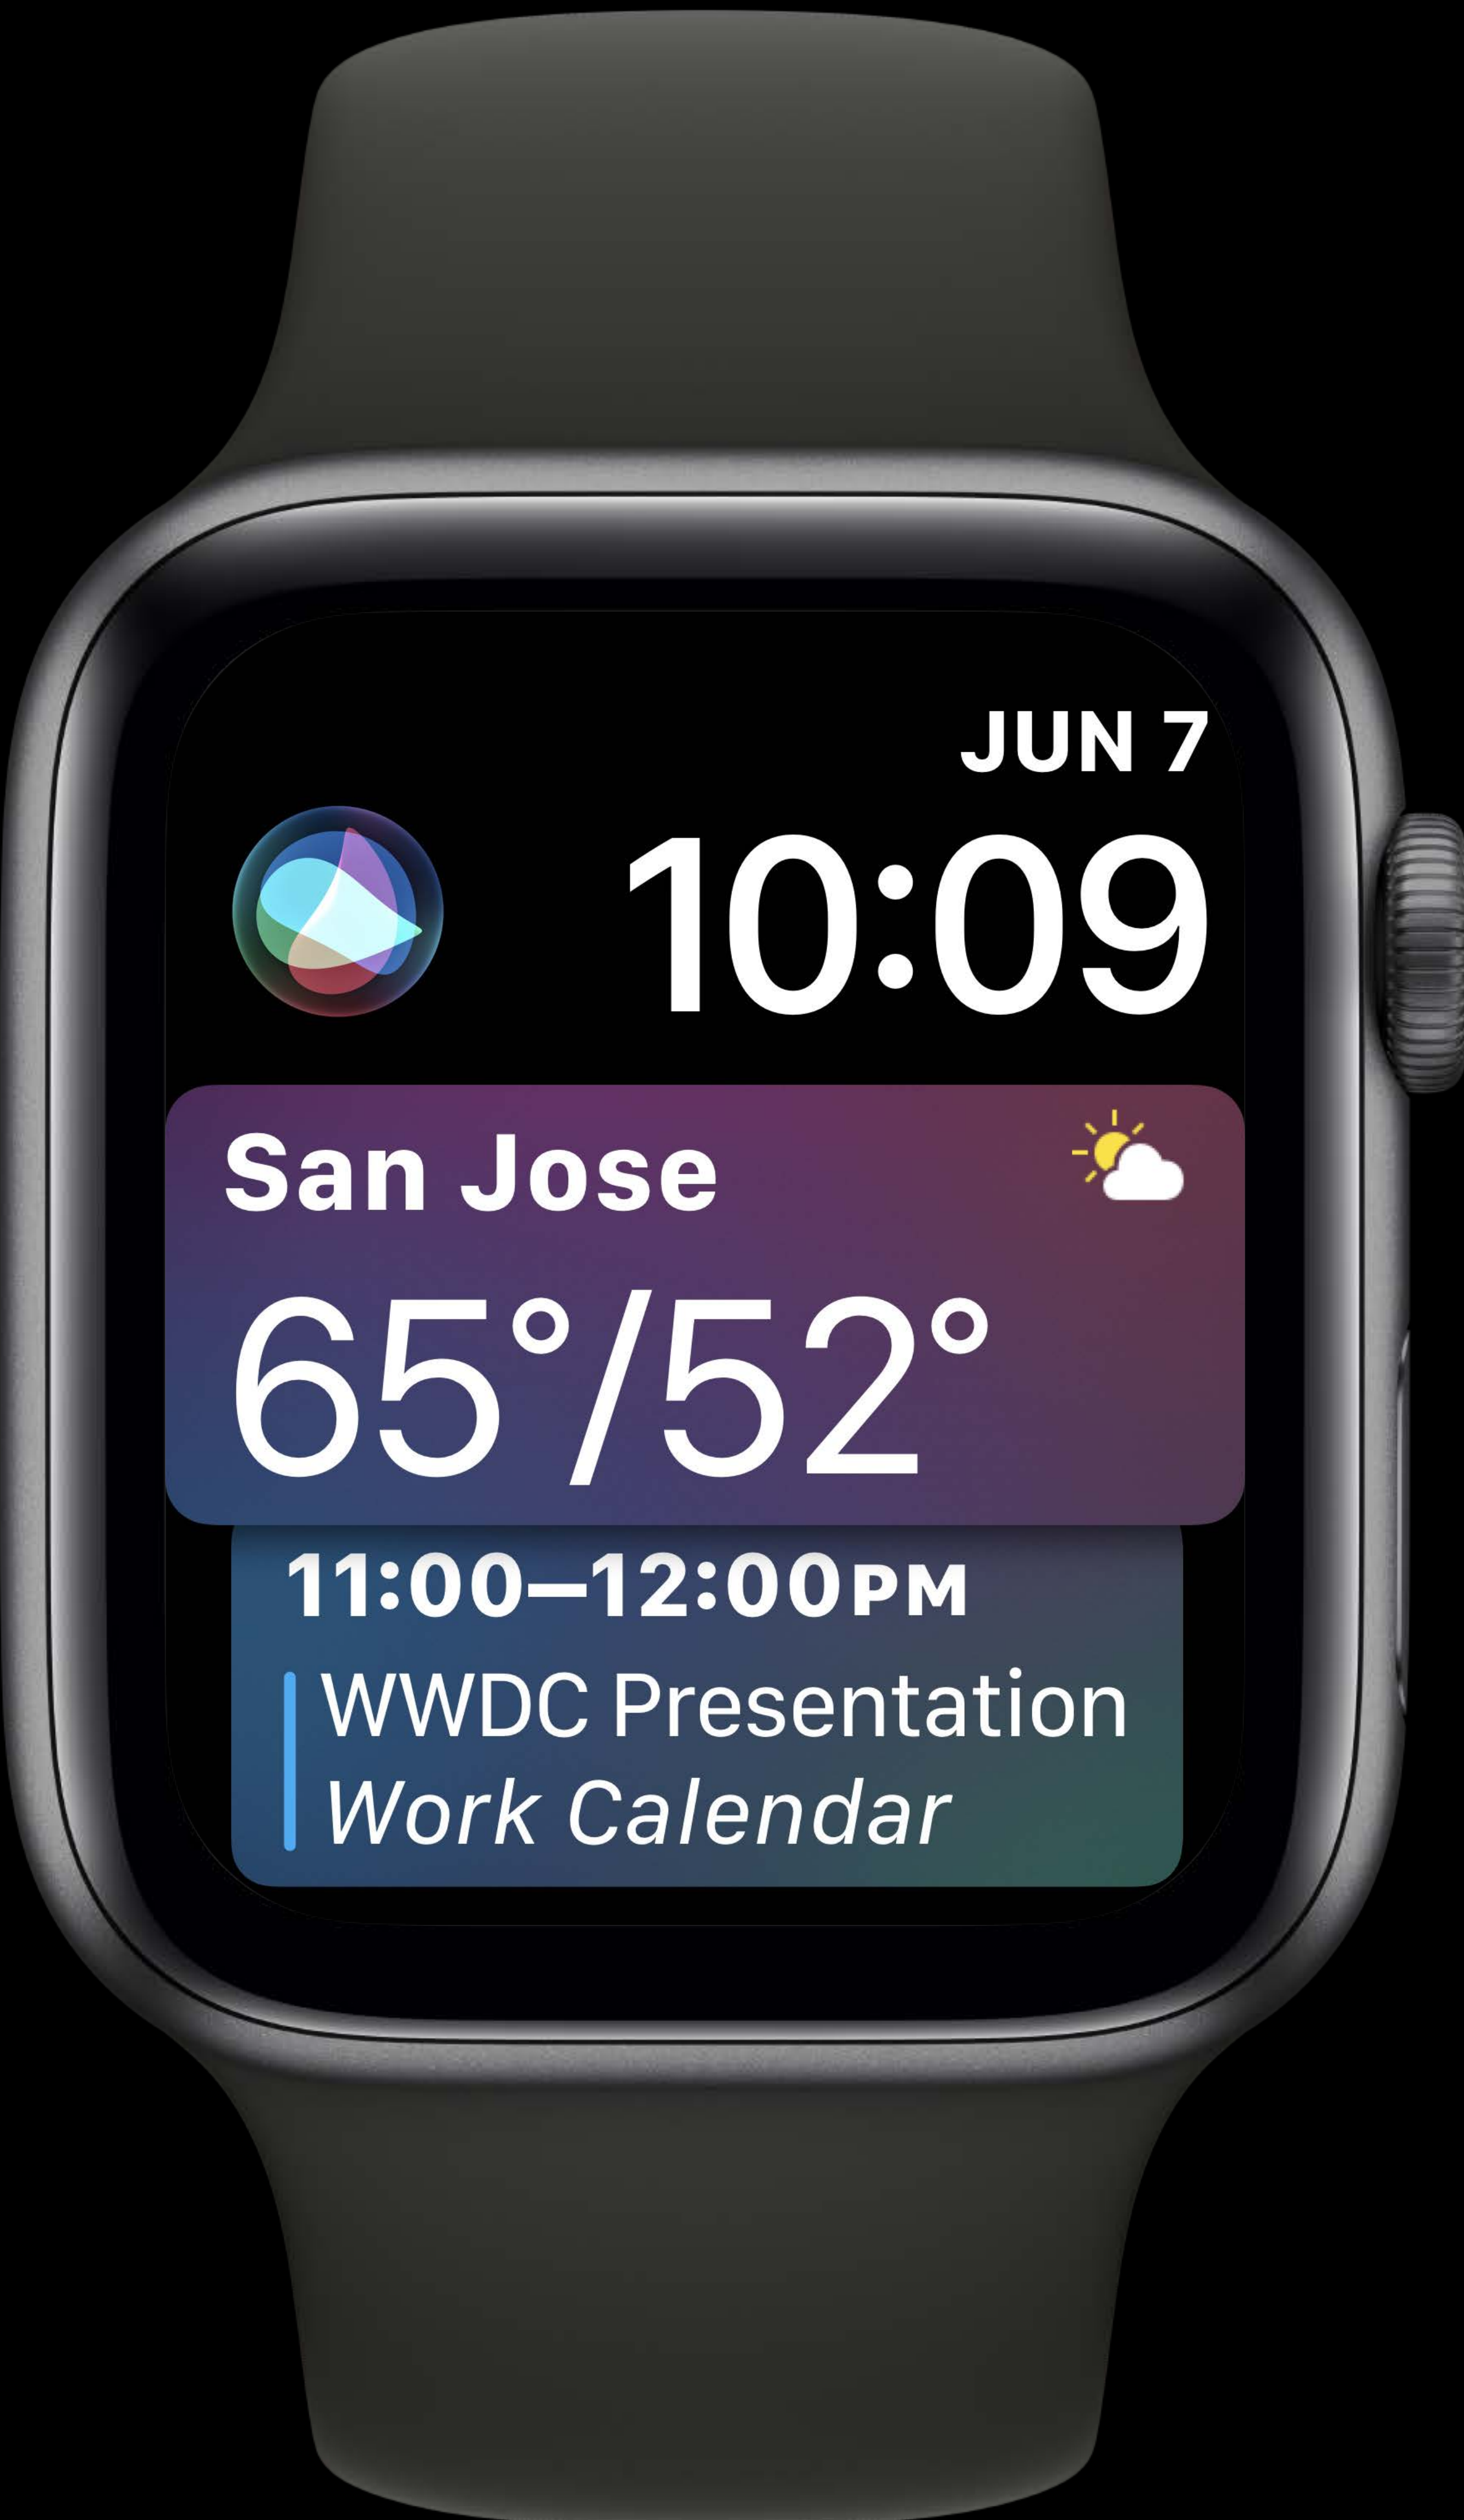 JUN 7
10:09
San Jose
65°/52°
11:00–12:00PM
WWDC Presentation
Work Calendar